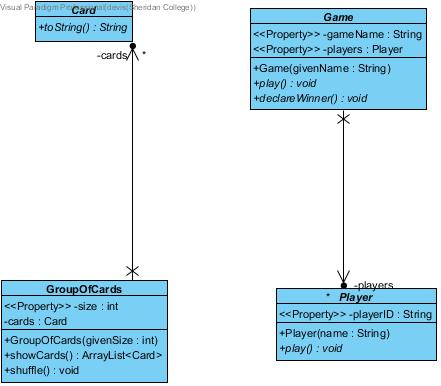 Visual Paradigm Professional(devis(Sheridan College))
Card
+toString() : String
-cards
*
GroupOfCards
<<Property>> -size : int
-cards : Card
+GroupOfCards(givenSize : int)
+showCards() : ArrayList<Card>
+shuffle() : void
Game
<<Property>> -gameName : String
<<Property>> -players : Player
+Game(givenName : String)
+play() : void
+declareWinner() : void
-players
* Player
<<Property>> -playerID : String
+Player(name : String)
+play() : void